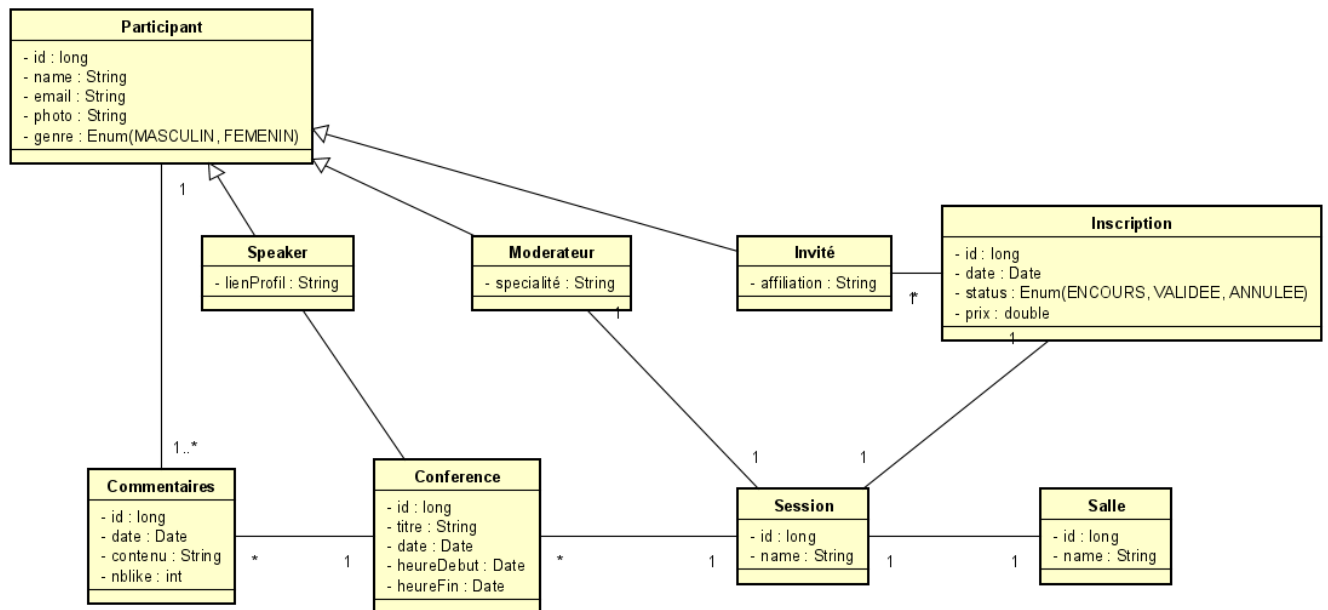 Participant
- id : long
- name : String
- email : String
- photo : String
- genre : Enum(MASCULIN, FEMENIN)
1
Speaker
- lienProfil : String
Moderateur
- specialité : String
1
Invité
- affiliation : String
1
*
Inscription
- id : long
- date : Date
- status : Enum(ENCOURS, VALIDEE, ANNULEE)
- prix : double
1
1..*
Commentaires
- id : long
- date : Date
- contenu : String
- nblike : int
*
1
Conference
- id : long
- titre : String
- date : Date
- heureDebut : Date
- heureFin : Date
*
1
1
1
Session
- id : long
- name : String
1
1
Salle
- id : long
- name : String